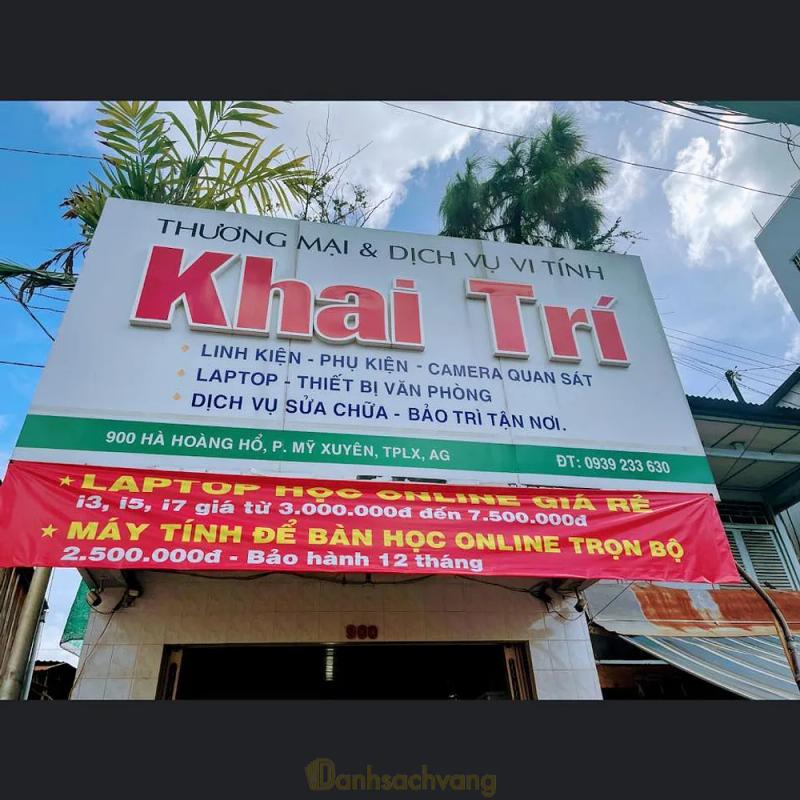 THƯƠNG MẠI & DỊCH VỤ VI TÍNH
Khai Trí
LINH KIỆN - PHỤ KIỆN - CAMERA QUAN SÁT
LAPTOP - THIẾT BỊ VĂN PHÒNG
DỊCH VỤ SỬA CHỮA - BẢO TRÌ TẬN NƠI.
900 HÀ HOÀNG HỔ, P. MỸ XUYÊN, TPLX, AG
ĐT: 0939 233 630
LAPTOP HỌC ONLINE GIÁ RẺ
i3, i5, i7 giá từ 3.000.000đ đến 7.500.000đ
MÁY TÍNH ĐỂ BÀN HỌC ONLINE TRỌN BỘ
2.500.000đ - Bảo hành 12 tháng
900
Danhsachvang